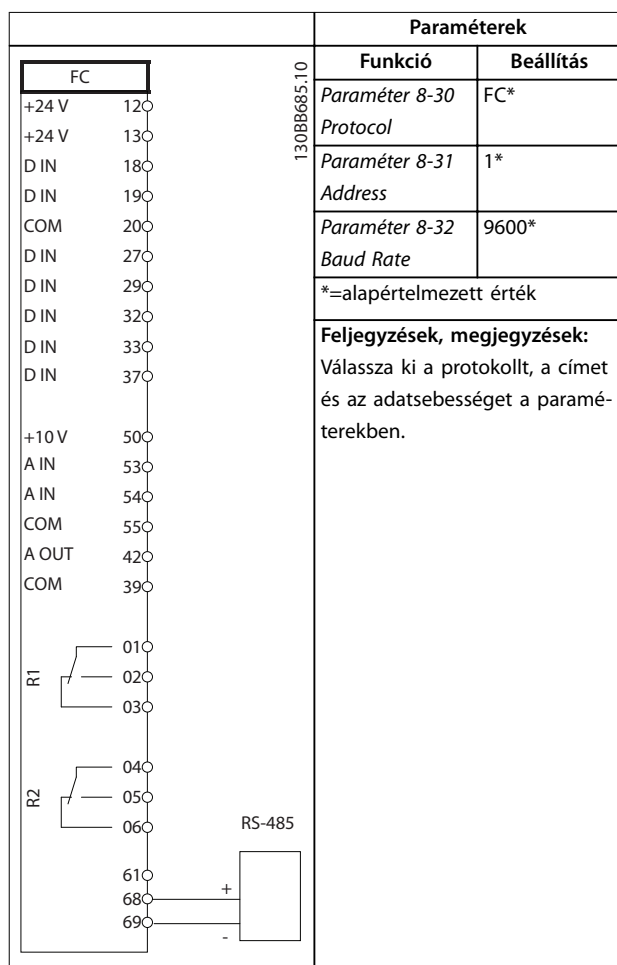 Paraméterek
Funkció Beállítás
Paraméter 8-30 Protocol FC*
Paraméter 8-31 Address 1*
Paraméter 8-32 Baud Rate 9600*
*=alapértelmezett érték
Feljegyzések, megjegyzések:
Válassza ki a protokollt, a címet
és az adatsebességet a paramé-
terekben.
130BB685.10
FC
+24 V 12
+24 V 13
D IN 18
D IN 19
COM 20
D IN 27
D IN 29
D IN 32
D IN 33
D IN 37
+10 V 50
A IN 53
A IN 54
COM 55
A OUT 42
COM 39
R1
01
02
03
R2
04
05
06
RS-485
61
68 +
69 -